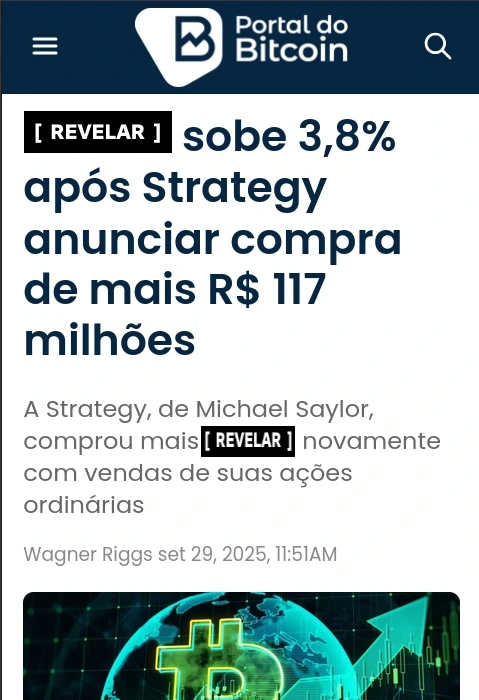 Portal do
Bitcoin
[ REVELAR ] sobe 3,8%
após Strategy
anunciar compra
de mais R$ 117
milhões
A Strategy, de Michael Saylor,
comprou mais [ REVELAR ] novamente
com vendas de suas ações
ordinárias
Wagner Riggs set 29, 2025, 11:51AM